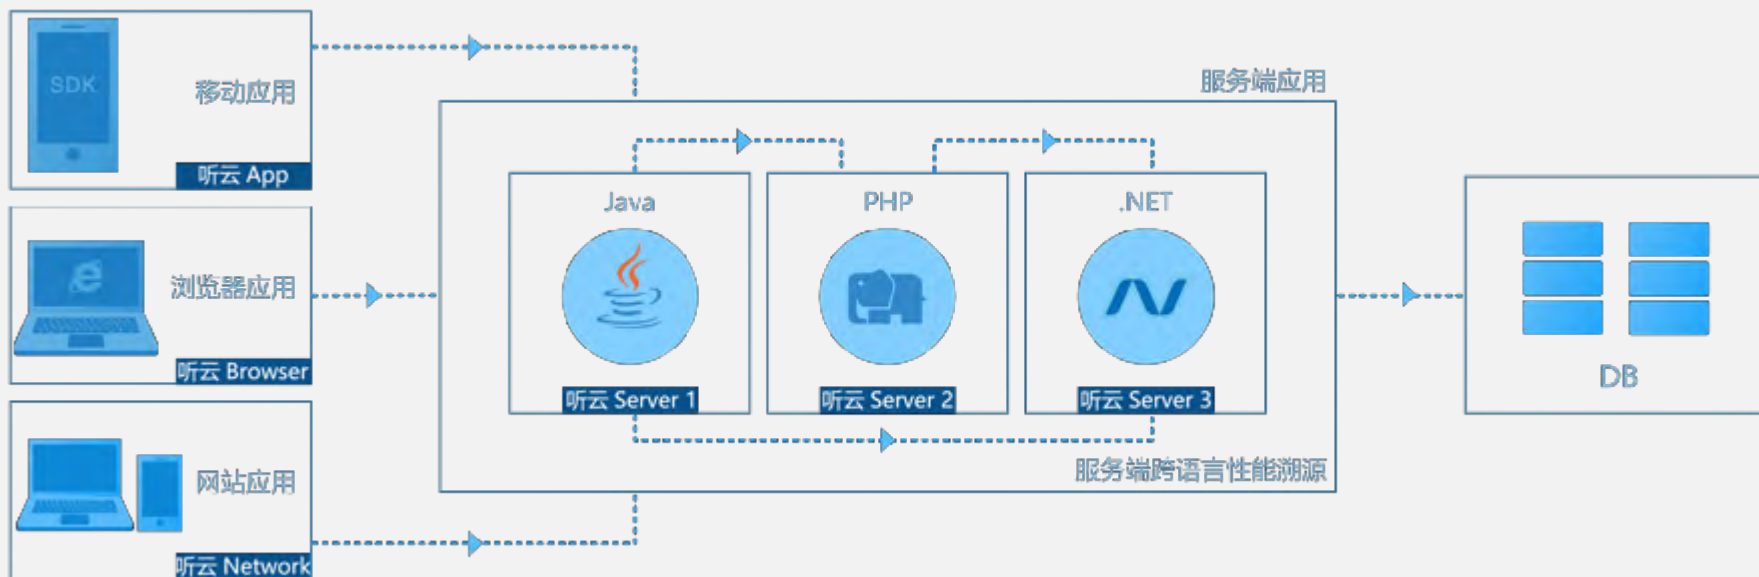 SDK
移动应用
听云 App
浏览器应用
听云 Browser
网站应用
听云 Network
服务端应用
Java
PHP
.NET
听云 Server 1
听云 Server 2
听云 Server 3
服务端跨语言性能溯源
DB